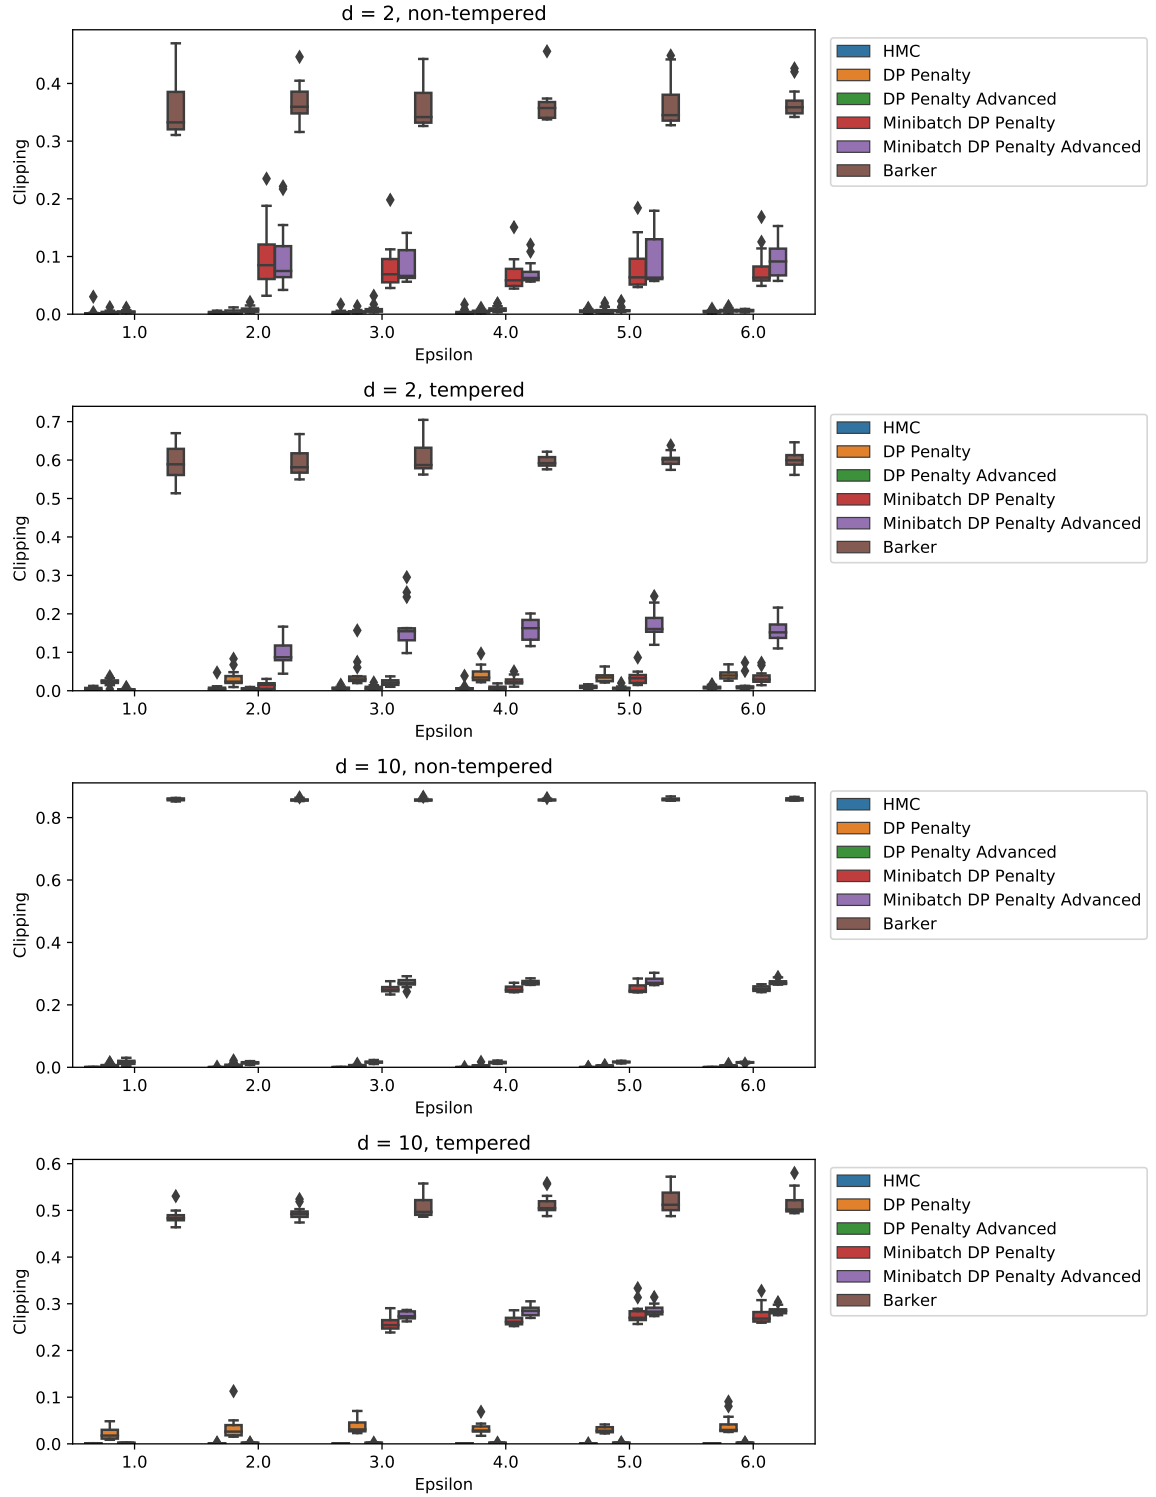 d = 2, non-tempered
Clipping
0.4
0.3
0.2
0.1
0.0
1.0 2.0 3.0 4.0 5.0 6.0
Epsilon
HMC
DP Penalty
DP Penalty Advanced
Minibatch DP Penalty
Minibatch DP Penalty Advanced
Barker
d = 2, tempered
Clipping
0.7
0.6
0.5
0.4
0.3
0.2
0.1
0.0
1.0 2.0 3.0 4.0 5.0 6.0
Epsilon
HMC
DP Penalty
DP Penalty Advanced
Minibatch DP Penalty
Minibatch DP Penalty Advanced
Barker
d = 10, non-tempered
Clipping
0.8
0.6
0.4
0.2
0.0
1.0 2.0 3.0 4.0 5.0 6.0
Epsilon
HMC
DP Penalty
DP Penalty Advanced
Minibatch DP Penalty
Minibatch DP Penalty Advanced
Barker
d = 10, tempered
Clipping
0.6
0.5
0.4
0.3
0.2
0.1
0.0
1.0 2.0 3.0 4.0 5.0 6.0
Epsilon
HMC
DP Penalty
DP Penalty Advanced
Minibatch DP Penalty
Minibatch DP Penalty Advanced
Barker